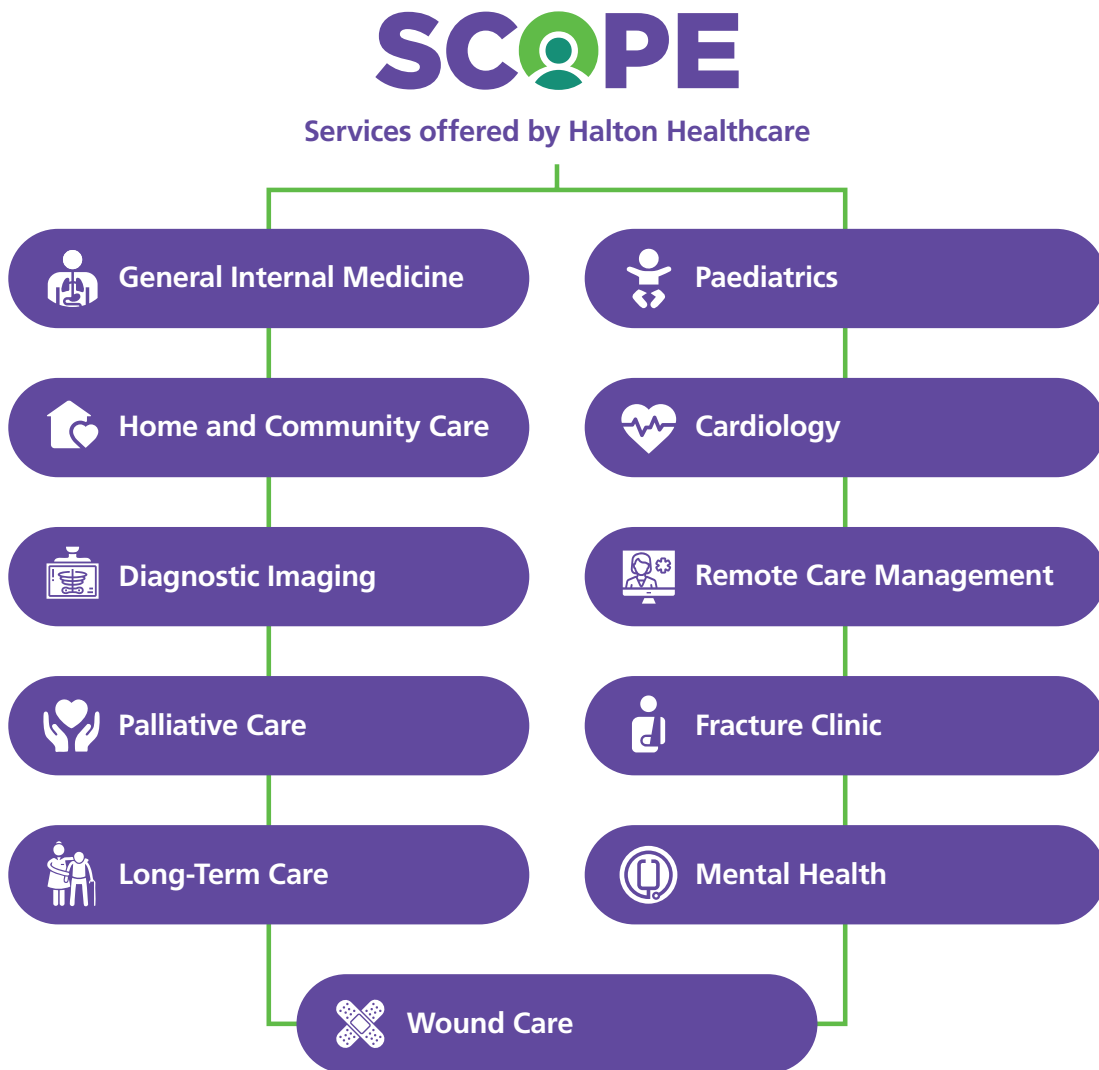 SCOPE
Services offered by Halton Healthcare
General Internal Medicine
Paediatrics
Home and Community Care
Cardiology
Diagnostic Imaging
Remote Care Management
Palliative Care
Fracture Clinic
Long-Term Care
Mental Health
Wound Care